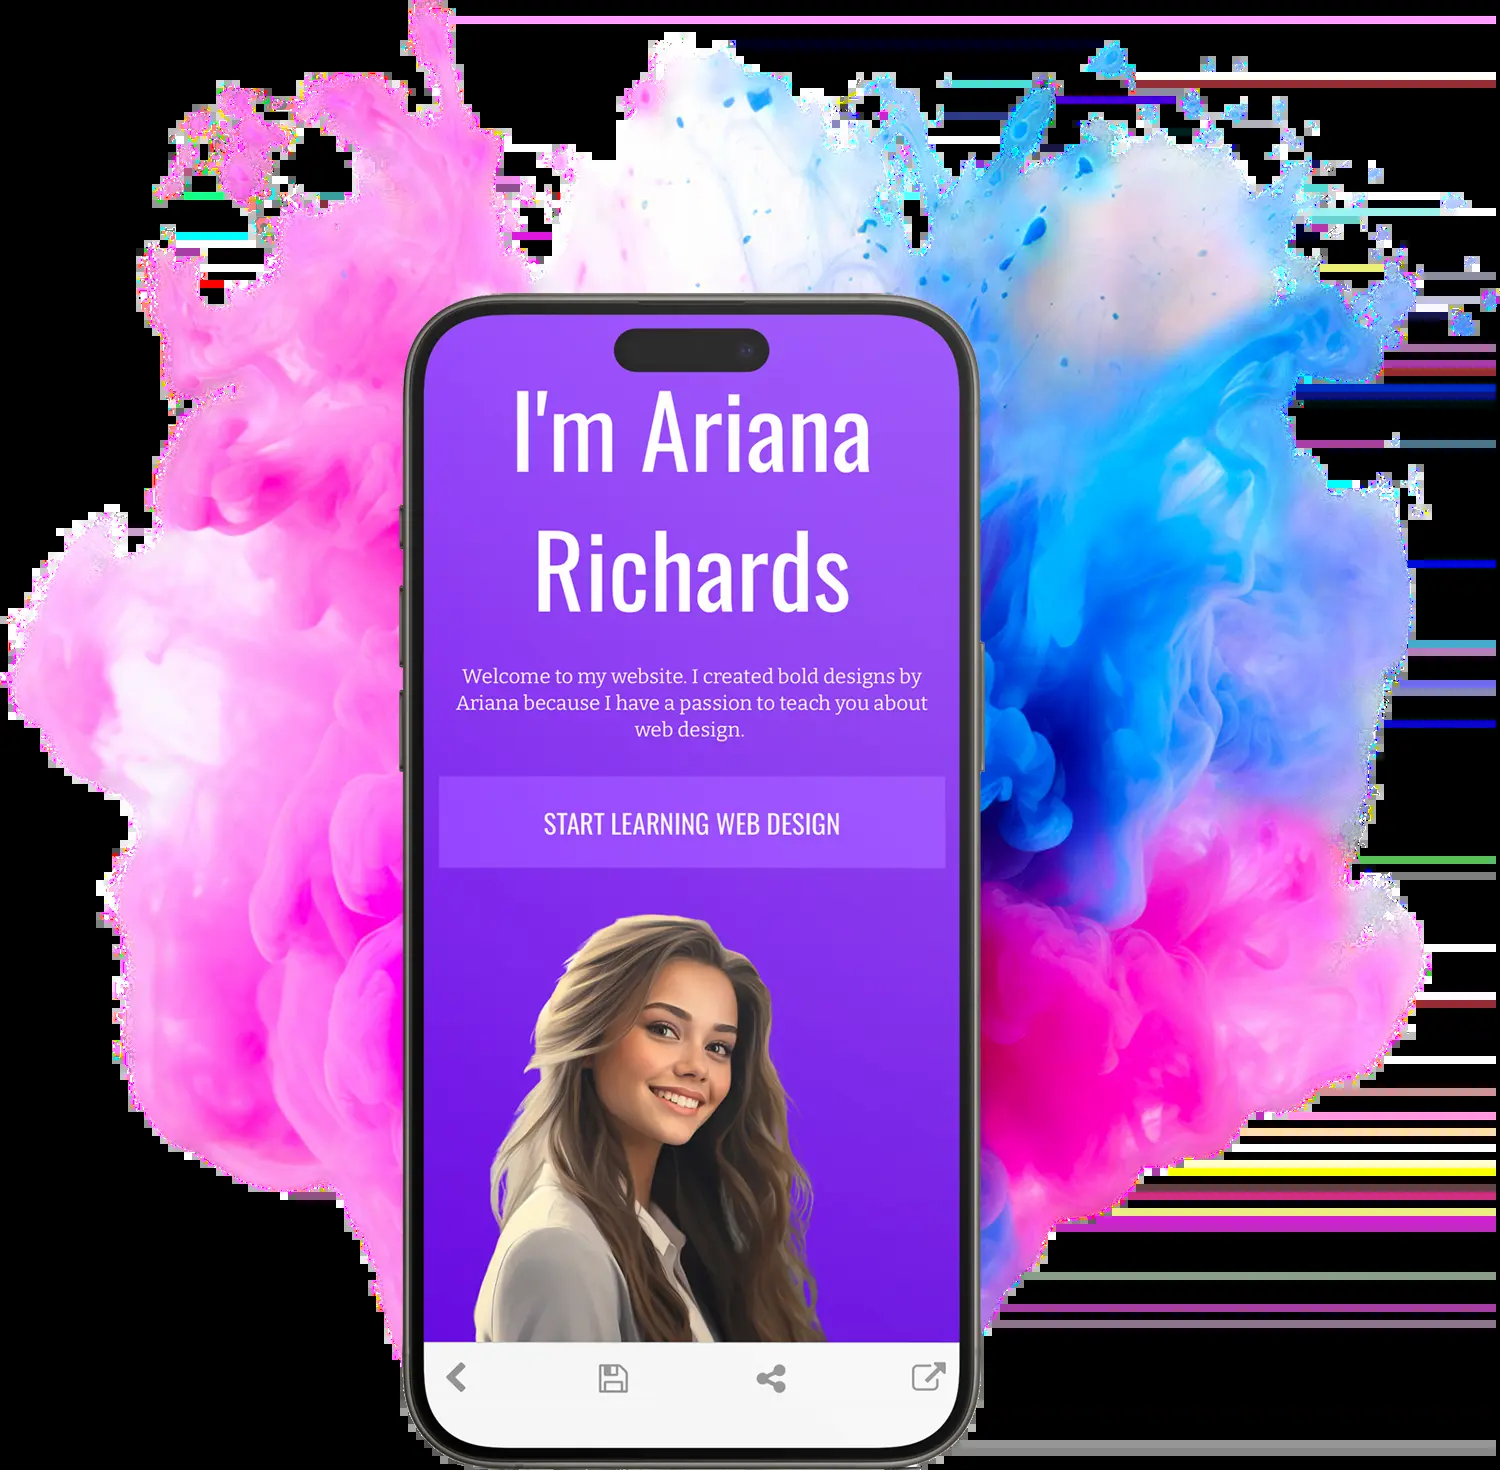 I'm Ariana
Richards
Welcome to my website. I created bold designs by
Ariana because I have a passion to teach you about
web design.
START LEARNING WEB DESIGN